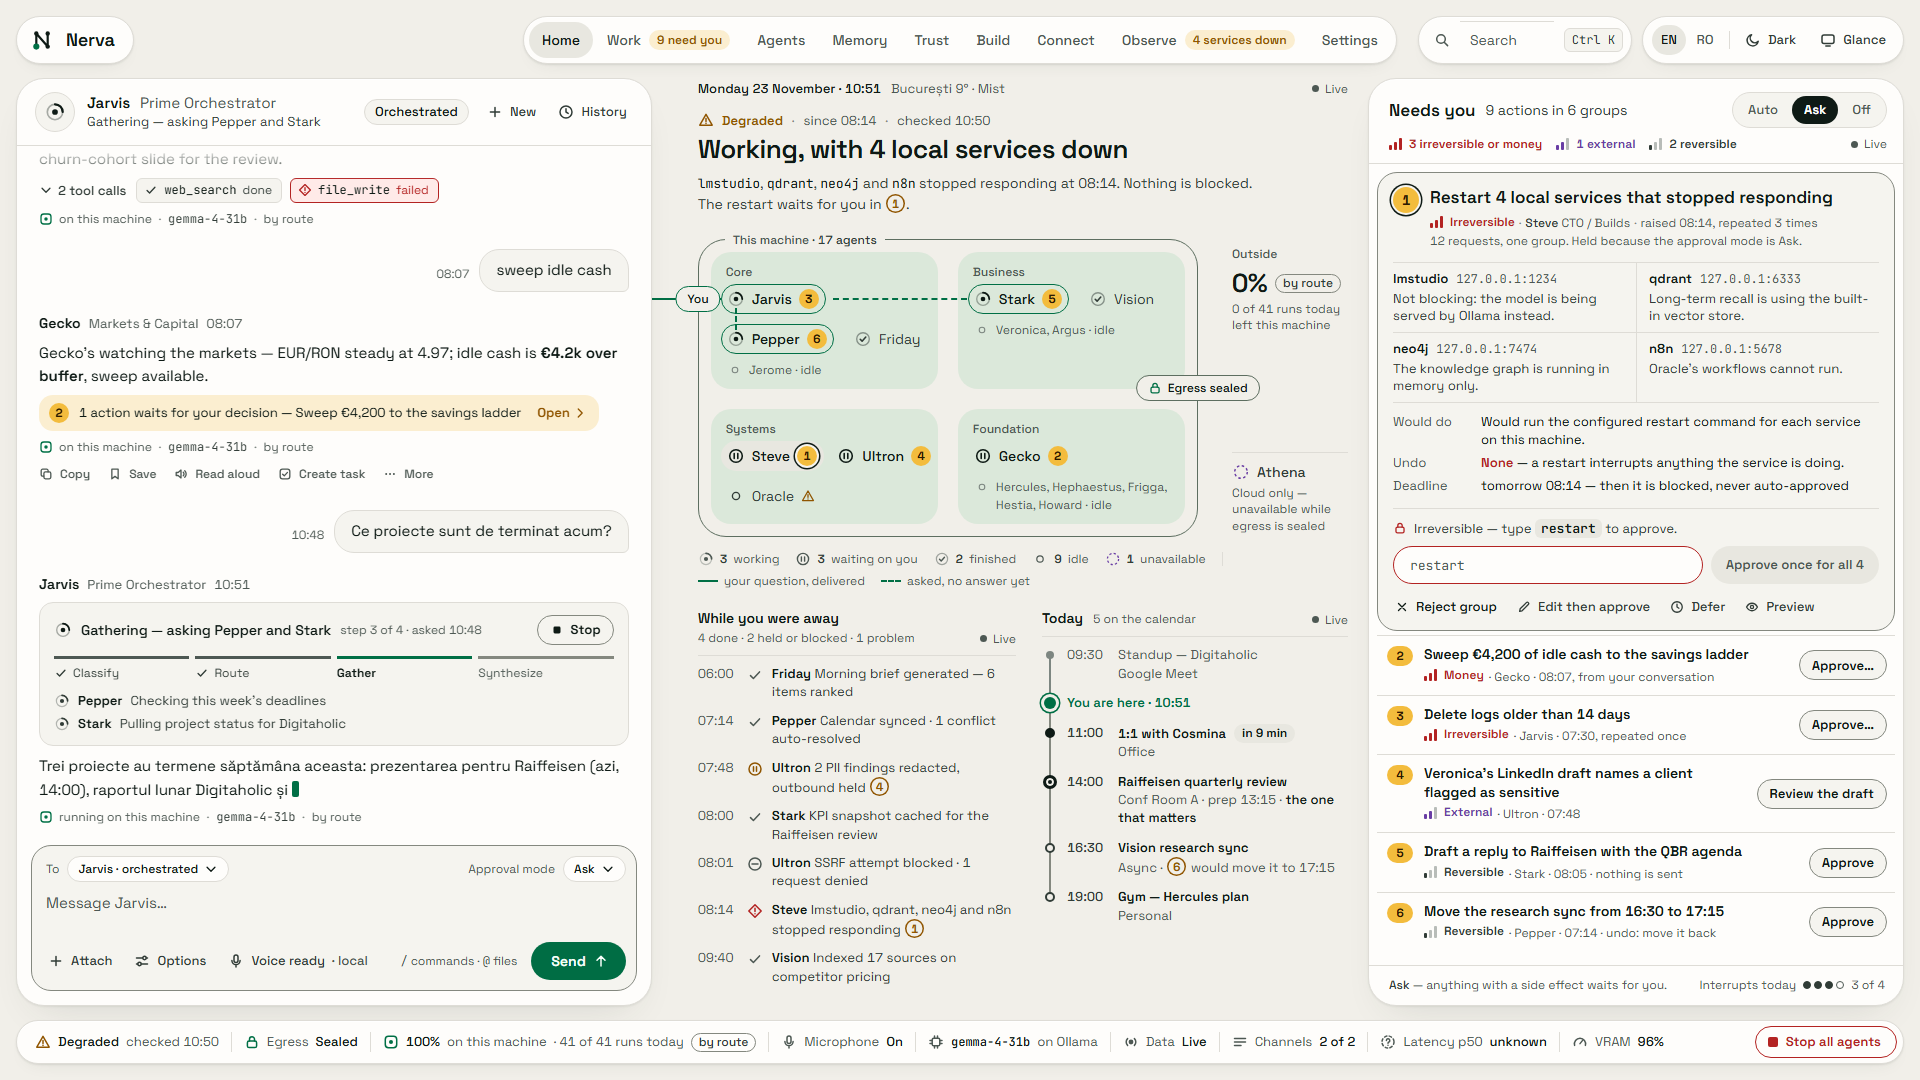 Nerva
Home
Work 9 need you
Agents
Memory
Trust
Build
Connect
Observe 4 services down
Settings
Search Ctrl K
EN RO Dark Glance
Jarvis Prime Orchestrator
Gathering — asking Pepper and Stark
Orchestrated
New
History
churn-cohort slide for the review.
2 tool calls web_search done file_write failed
on this machine · gemma-4-31b · by route
08:07 sweep idle cash
Gecko Markets & Capital 08:07
Gecko's watching the markets — EUR/RON steady at 4.97; idle cash is €4.2k over
buffer, sweep available.
2 1 action waits for your decision — Sweep €4,200 to the savings ladder Open
on this machine · gemma-4-31b · by route
Copy Save Read aloud Create task ··· More
10:48 Ce proiecte sunt de terminat acum?
Jarvis Prime Orchestrator 10:51
Gathering — asking Pepper and Stark step 3 of 4 · asked 10:48 Stop
Classify Route Gather Synthesize
Pepper Checking this week's deadlines
Stark Pulling project status for Digitaholic
Trei proiecte au termene săptămâna aceasta: prezentarea pentru Raiffeisen (azi,
14:00), raportul lunar Digitaholic și
running on this machine · gemma-4-31b · by route
To Jarvis · orchestrated Approval mode Ask
Message Jarvis…
Attach Options Voice ready · local / commands · @ files Send
Monday 23 November · 10:51 București 9° · Mist Live
Degraded · since 08:14 · checked 10:50
Working, with 4 local services down
lmstudio, qdrant, neo4j and n8n stopped responding at 08:14. Nothing is blocked.
The restart waits for you in 1.
This machine · 17 agents
Core
You
Jarvis 3
Pepper 6
Friday
Jerome · idle
Business
Stark 5
Vision
Veronica, Argus · idle
Egress sealed
Systems
Steve 1
Ultron 4
Oracle
Foundation
Gecko 2
Hercules, Hephaestus, Frigga,
Hestia, Howard · idle
Outside
0% by route
0 of 41 runs today
left this machine
Athena
Cloud only —
unavailable while
egress is sealed
3 working 3 waiting on you 2 finished 9 idle 1 unavailable
your question, delivered asked, no answer yet
While you were away
4 done · 2 held or blocked · 1 problem Live
06:00 Friday Morning brief generated — 6
items ranked
07:14 Pepper Calendar synced · 1 conflict
auto-resolved
07:48 Ultron 2 PII findings redacted,
outbound held 4
08:00 Stark KPI snapshot cached for the
Raiffeisen review
08:01 Ultron SSRF attempt blocked · 1
request denied
08:14 Steve lmstudio, qdrant, neo4j and n8n
stopped responding 1
09:40 Vision Indexed 17 sources on
competitor pricing
Today 5 on the calendar Live
09:30 Standup — Digitaholic
Google Meet
You are here · 10:51
11:00 1:1 with Cosmina in 9 min
Office
14:00 Raiffeisen quarterly review
Conf Room A · prep 13:15 · the one
that matters
16:30 Vision research sync
Async · 6 would move it to 17:15
19:00 Gym — Hercules plan
Personal
Needs you 9 actions in 6 groups Auto Ask Off
3 irreversible or money 1 external 2 reversible Live
1 Restart 4 local services that stopped responding
Irreversible · Steve CTO / Builds · raised 08:14, repeated 3 times
12 requests, one group. Held because the approval mode is Ask.
lmstudio 127.0.0.1:1234
Not blocking: the model is being
served by Ollama instead.
qdrant 127.0.0.1:6333
Long-term recall is using the built-
in vector store.
neo4j 127.0.0.1:7474
The knowledge graph is running in
memory only.
n8n 127.0.0.1:5678
Oracle's workflows cannot run.
Would do Would run the configured restart command for each service
on this machine.
Undo None — a restart interrupts anything the service is doing.
Deadline tomorrow 08:14 — then it is blocked, never auto-approved
Irreversible — type restart to approve.
restart Approve once for all 4
Reject group Edit then approve Defer Preview
2 Sweep €4,200 of idle cash to the savings ladder
Money · Gecko · 08:07, from your conversation
Approve…
3 Delete logs older than 14 days
Irreversible · Jarvis · 07:30, repeated once
Approve…
4 Veronica's LinkedIn draft names a client
flagged as sensitive
External · Ultron · 07:48
Review the draft
5 Draft a reply to Raiffeisen with the QBR agenda
Reversible · Stark · 08:05 · nothing is sent
Approve
6 Move the research sync from 16:30 to 17:15
Reversible · Pepper · 07:14 · undo: move it back
Approve
Ask — anything with a side effect waits for you. Interrupts today 3 of 4
Degraded checked 10:50 Egress Sealed 100% on this machine · 41 of 41 runs today by route Microphone On gemma-4-31b on Ollama Data Live Channels 2 of 2 Latency p50 unknown VRAM 96% Stop all agents